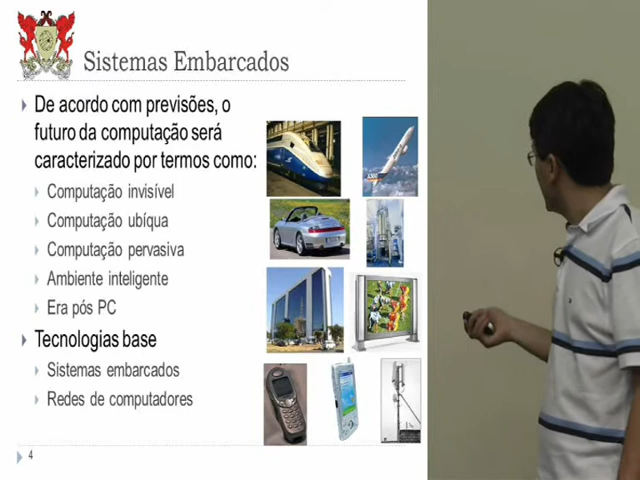 Sistemas Embarcados
De acordo com previsões, o
futuro da computação será
caracterizado por termos como:
Computação invisível
Computação ubíqua
Computação pervasiva
Ambiente inteligente
Era pós PC
Tecnologias base
Sistemas embarcados
Redes de computadores
4